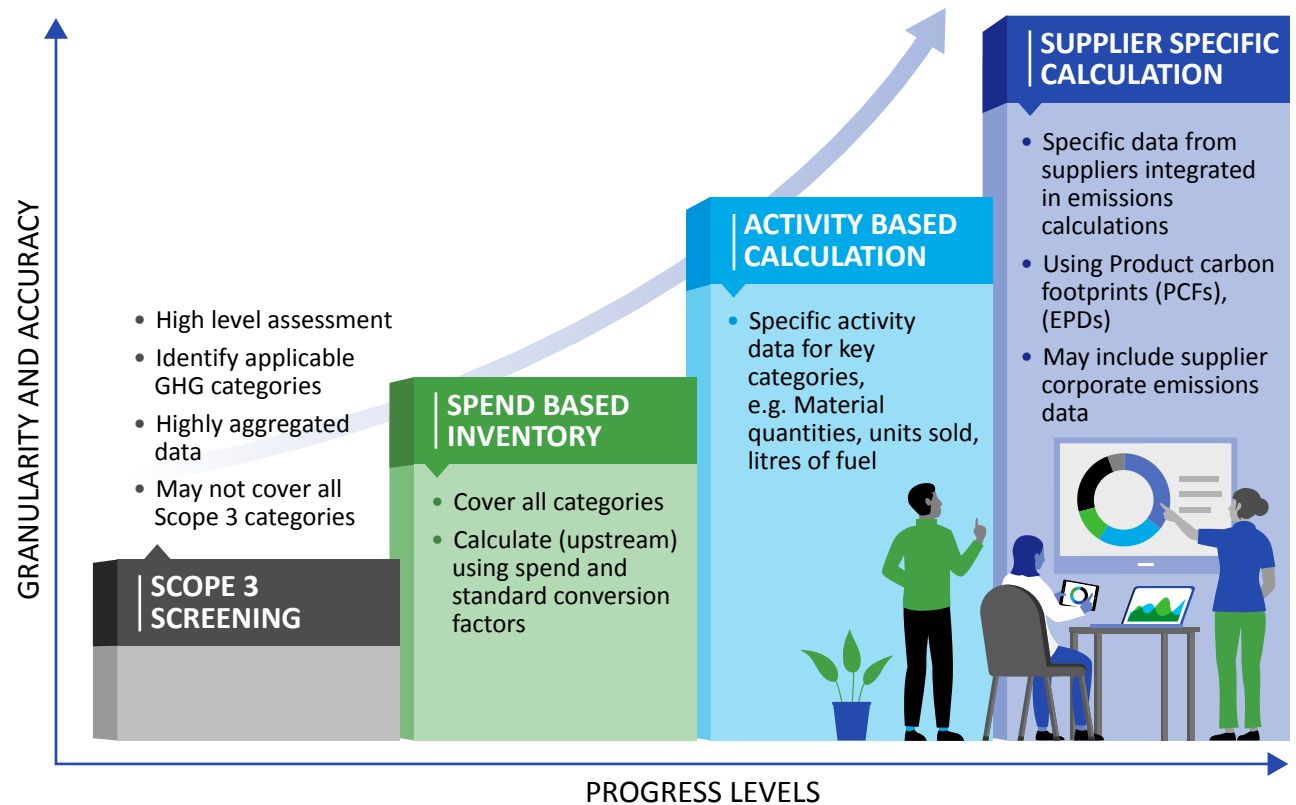 GRANULARITY AND ACCURACY
• High level assessment
• Identify applicable
GHG categories
• Highly aggregated
data
• May not cover all
Scope 3 categories
SCOPE 3
SCREENING
SPEND BASED
INVENTORY
• Cover all categories
• Calculate (upstream)
using spend and
standard conversion
factors
ACTIVITY BASED
CALCULATION
• Specific activity
data for key
categories,
e.g. Material
quantities, units sold,
litres of fuel
SUPPLIER SPECIFIC
CALCULATION
• Specific data from
suppliers integrated
in emissions
calculations
• Using Product carbon
footprints (PCFs),
(EPDs)
• May include supplier
corporate emissions
data
PROGRESS LEVELS